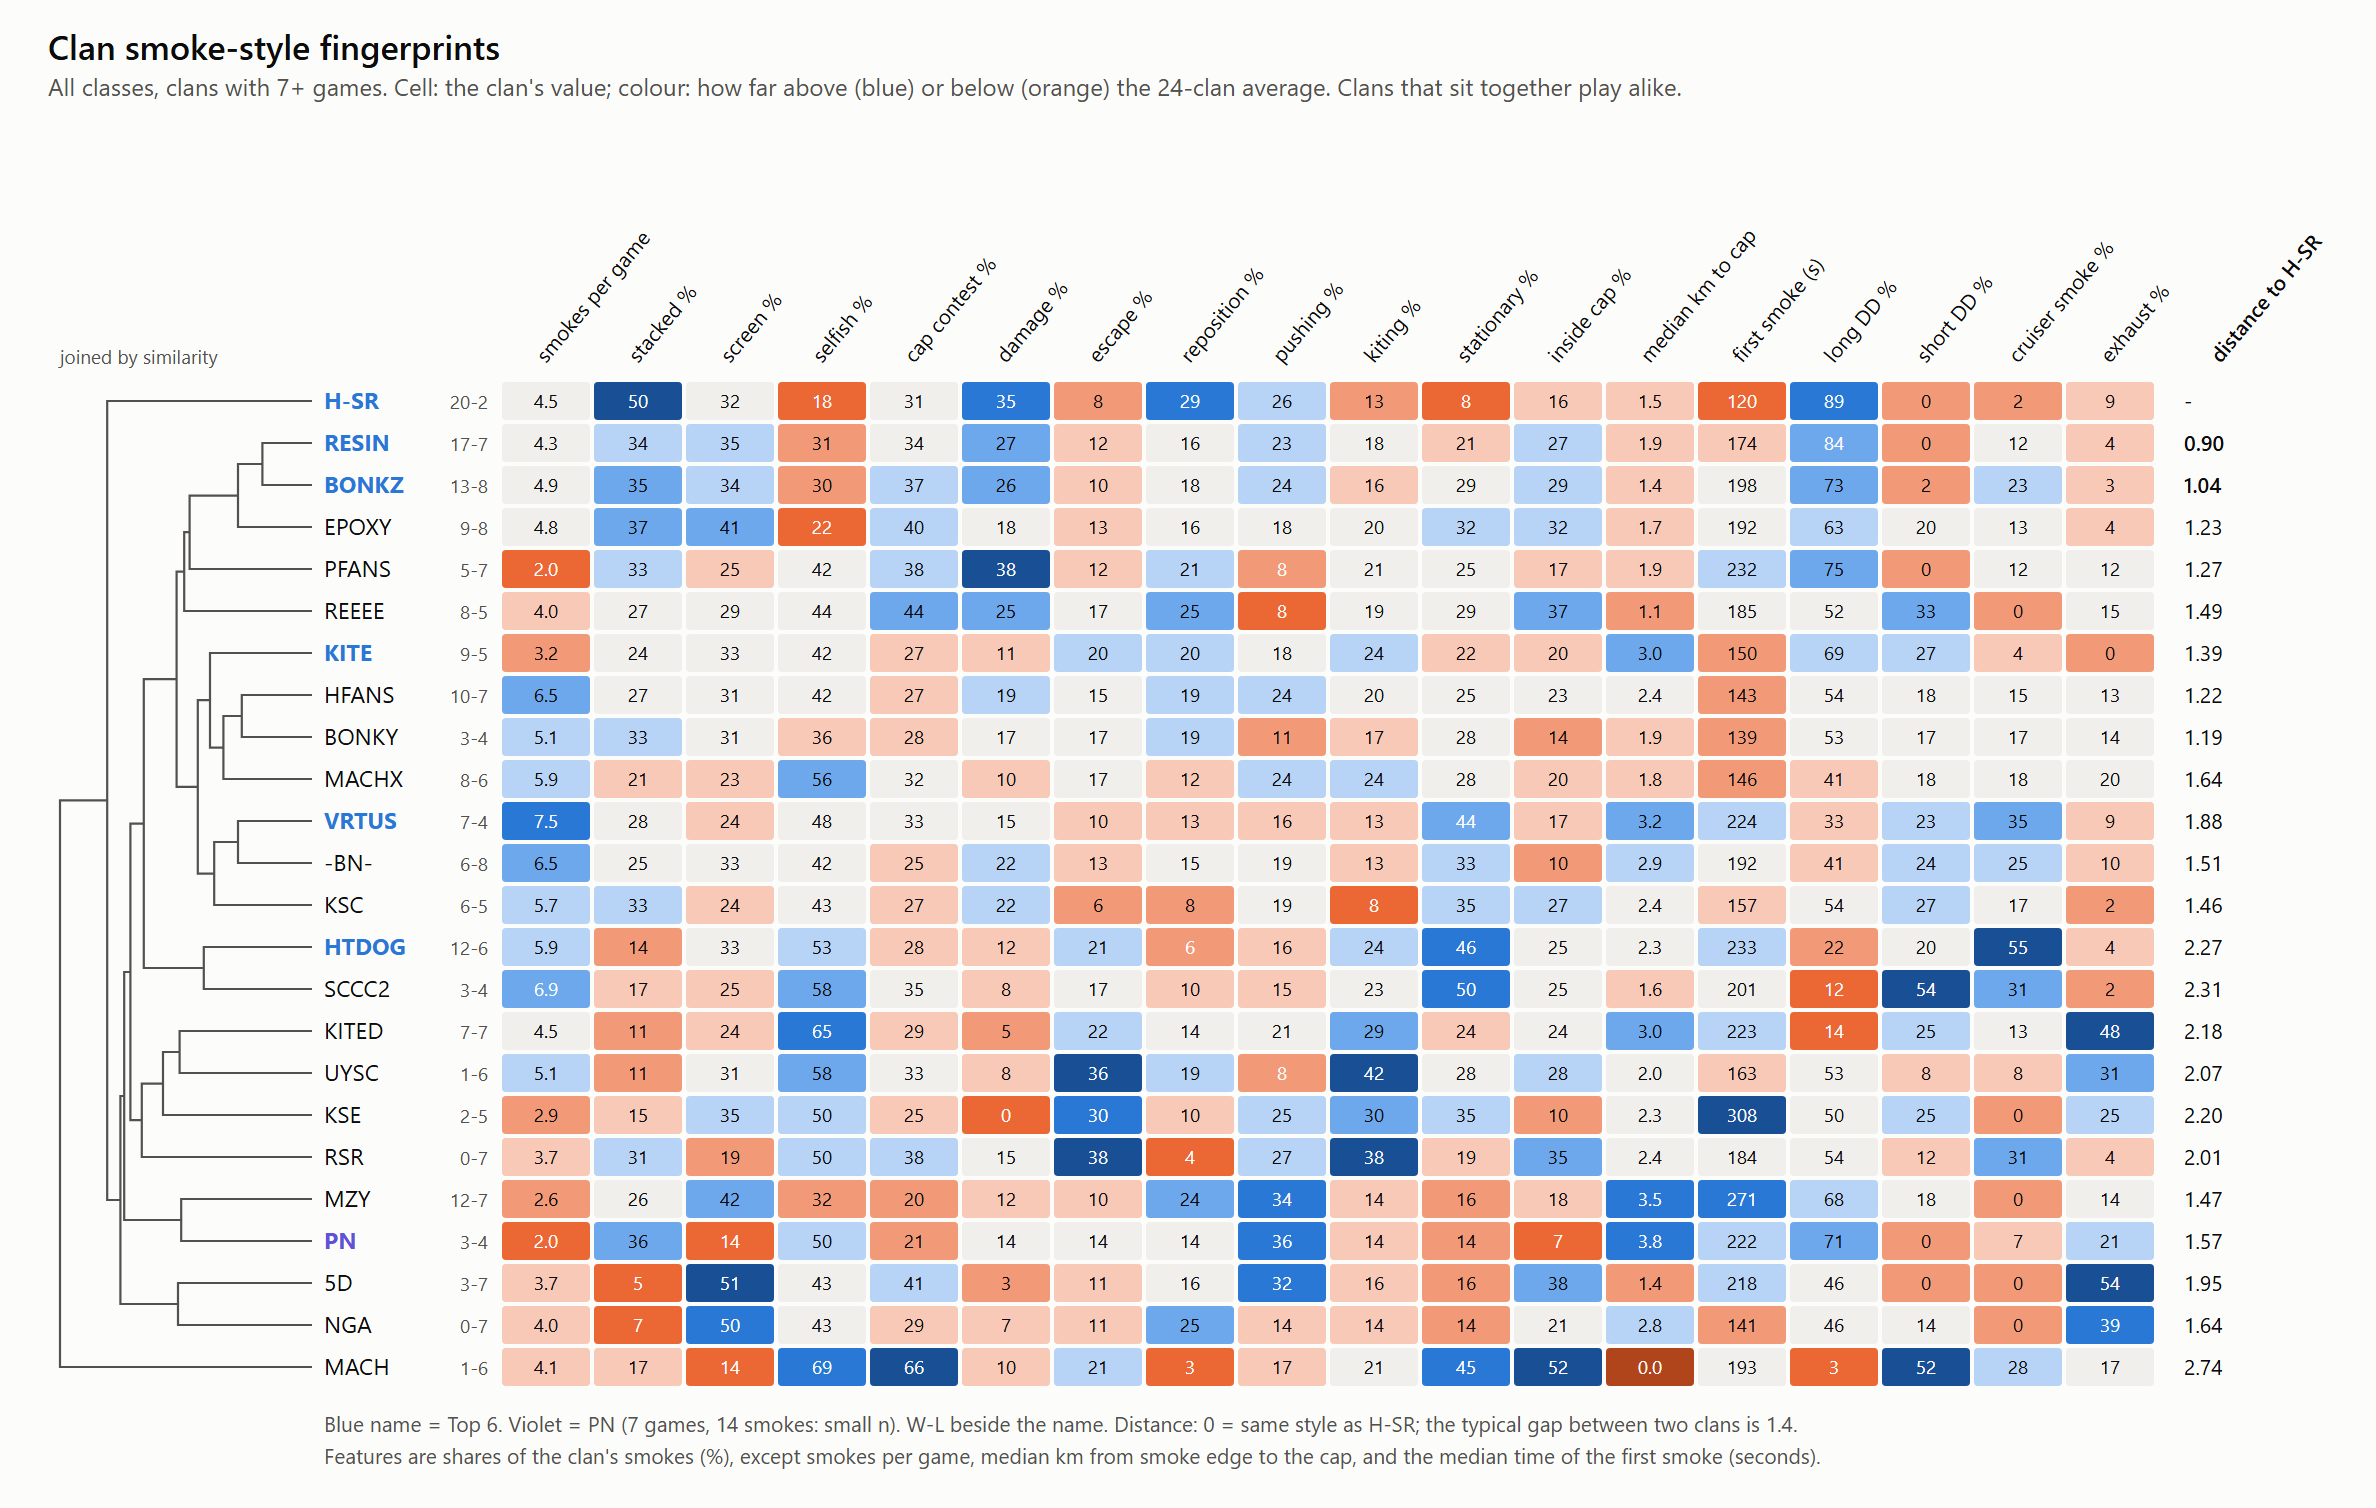 Clan smoke-style fingerprints
All classes, clans with 7+ games. Cell: the clan's value; colour: how far above (blue) or below (orange) the 24-clan average. Clans that sit together play alike.
joined by similarity
smokes per game stacked % screen % selfish % cap contest % damage % escape % reposition % pushing % kiting % stationary % inside cap % median km to cap first smoke (s) long DD % short DD % cruiser smoke % exhaust % distance to H-SR
H-SR 20-2 4.5 50 32 18 31 35 8 29 26 13 8 16 1.5 120 89 0 2 9 -
RESIN 17-7 4.3 34 35 31 34 27 12 16 23 18 21 27 1.9 174 84 0 12 4 0.90
BONKZ 13-8 4.9 35 34 30 37 26 10 18 24 16 29 29 1.4 198 73 2 23 3 1.04
EPOXY 9-8 4.8 37 41 22 40 18 13 16 18 20 32 32 1.7 192 63 20 13 4 1.23
PFANS 5-7 2.0 33 25 42 38 38 12 21 8 21 25 17 1.9 232 75 0 12 12 1.27
REEEE 8-5 4.0 27 29 44 44 25 17 25 8 19 29 37 1.1 185 52 33 0 15 1.49
KITE 9-5 3.2 24 33 42 27 11 20 20 18 24 22 20 3.0 150 69 27 4 0 1.39
HFANS 10-7 6.5 27 31 42 27 19 15 19 24 20 25 23 2.4 143 54 18 15 13 1.22
BONKY 3-4 5.1 33 31 36 28 17 17 19 11 17 28 14 1.9 139 53 17 17 14 1.19
MACHX 8-6 5.9 21 23 56 32 10 17 12 24 24 28 20 1.8 146 41 18 18 20 1.64
VRTUS 7-4 7.5 28 24 48 33 15 10 13 16 13 44 17 3.2 224 33 23 35 9 1.88
-BN- 6-8 6.5 25 33 42 25 22 13 15 19 13 33 10 2.9 192 41 24 25 10 1.51
KSC 6-5 5.7 33 24 43 27 22 6 8 19 8 35 27 2.4 157 54 27 17 2 1.46
HTDOG 12-6 5.9 14 33 53 28 12 21 6 16 24 46 25 2.3 233 22 20 55 4 2.27
SCCC2 3-4 6.9 17 25 58 35 8 17 10 15 23 50 25 1.6 201 12 54 31 2 2.31
KITED 7-7 4.5 11 24 65 29 5 22 14 21 29 24 24 3.0 223 14 25 13 48 2.18
UYSC 1-6 5.1 11 31 58 33 8 36 19 8 42 28 28 2.0 163 53 8 8 31 2.07
KSE 2-5 2.9 15 35 50 25 0 30 10 25 30 35 10 2.3 308 50 25 0 25 2.20
RSR 0-7 3.7 31 19 50 38 15 38 4 27 38 19 35 2.4 184 54 12 31 4 2.01
MZY 12-7 2.6 26 42 32 20 12 10 24 34 14 16 18 3.5 271 68 18 0 14 1.47
PN 3-4 2.0 36 14 50 21 14 14 14 36 14 14 7 3.8 222 71 0 7 21 1.57
5D 3-7 3.7 5 51 43 41 3 11 16 32 16 16 38 1.4 218 46 0 0 54 1.95
NGA 0-7 4.0 7 50 43 29 7 11 25 14 14 14 21 2.8 141 46 14 0 39 1.64
MACH 1-6 4.1 17 14 69 66 10 21 3 17 21 45 52 0.0 193 3 52 28 17 2.74
Blue name = Top 6. Violet = PN (7 games, 14 smokes: small n). W-L beside the name. Distance: 0 = same style as H-SR; the typical gap between two clans is 1.4.
Features are shares of the clan's smokes (%), except smokes per game, median km from smoke edge to the cap, and the median time of the first smoke (seconds).